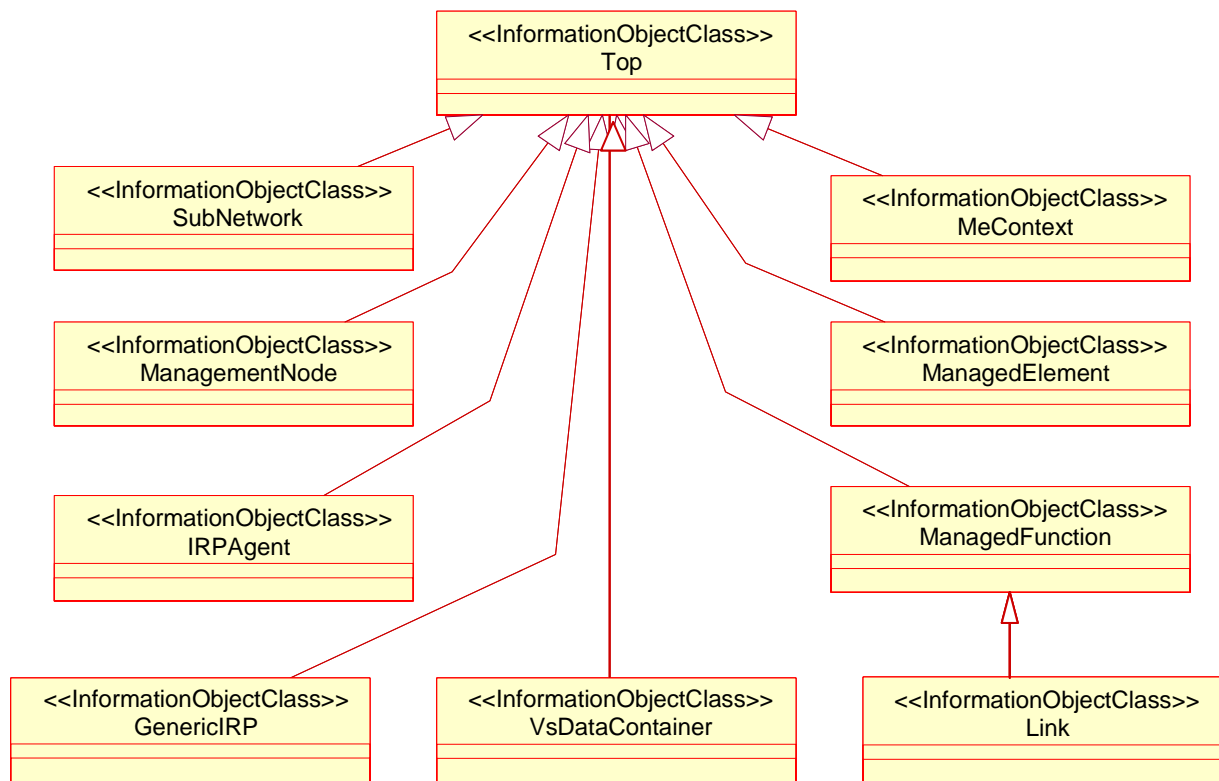 <<InformationObjectClass>>
Top
<<InformationObjectClass>>
SubNetwork
<<InformationObjectClass>>
MeContext
<<InformationObjectClass>>
ManagementNode
<<InformationObjectClass>>
ManagedElement
<<InformationObjectClass>>
IRPAgent
<<InformationObjectClass>>
ManagedFunction
<<InformationObjectClass>>
GenericIRP
<<InformationObjectClass>>
VsDataContainer
<<InformationObjectClass>>
Link